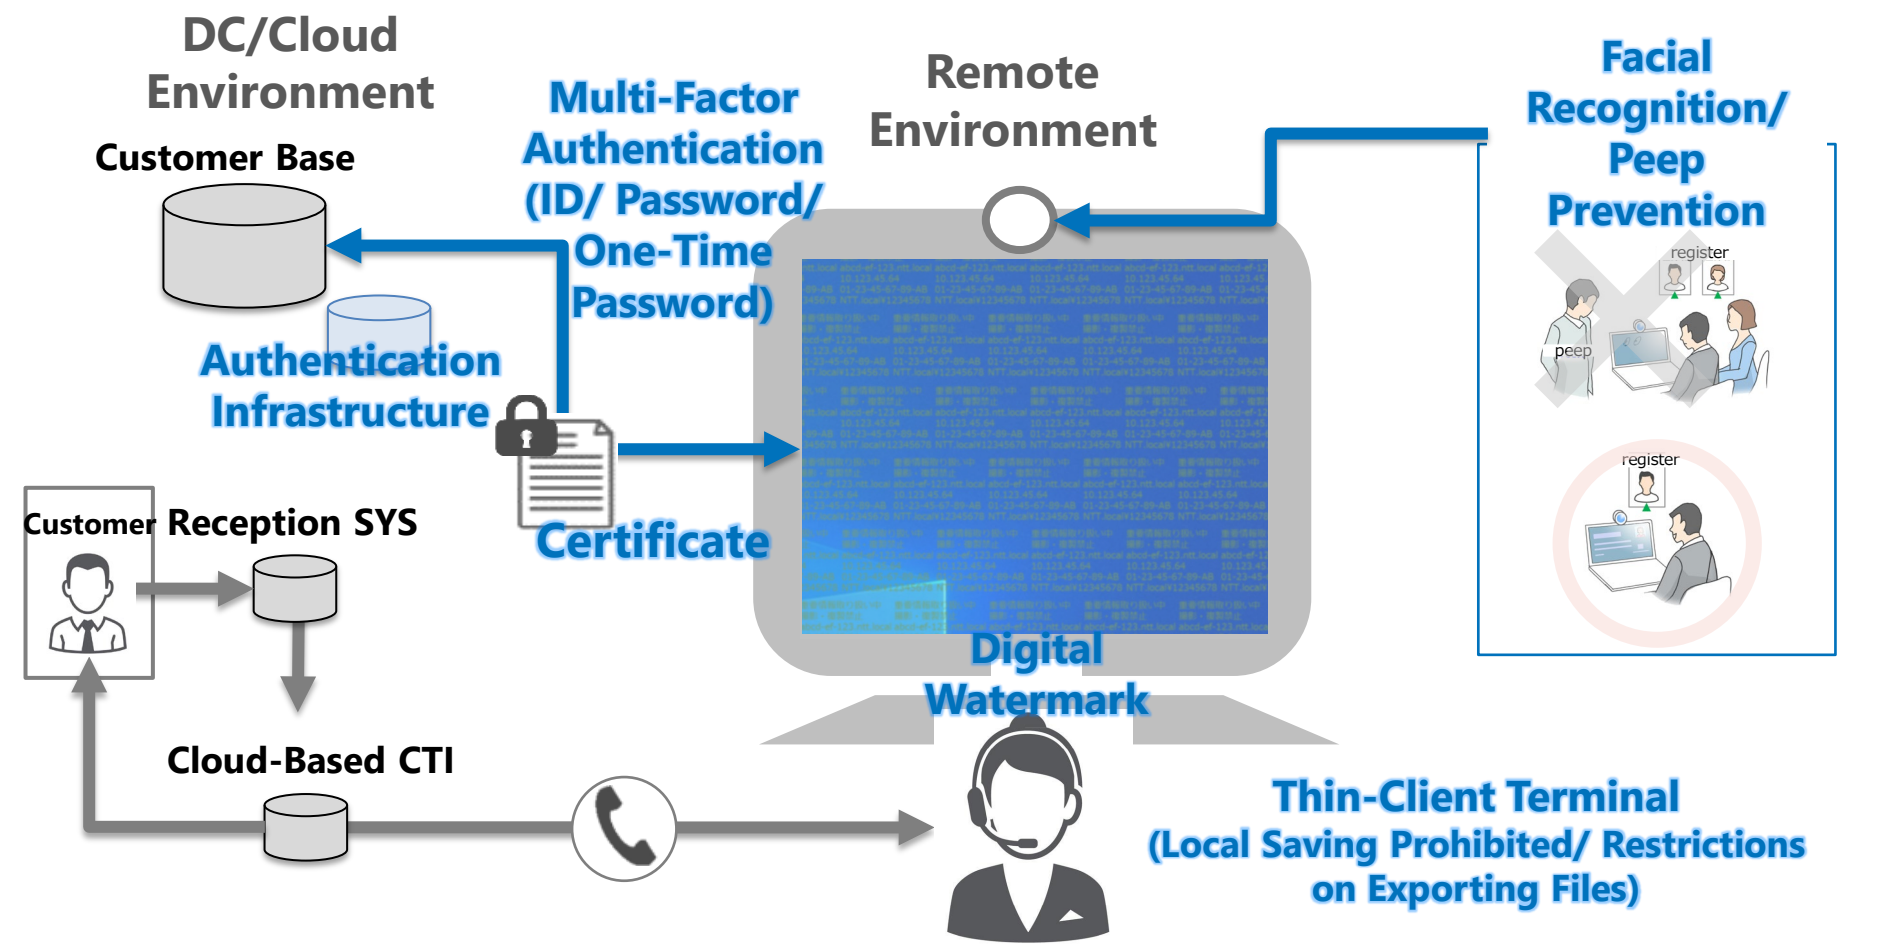 DC/Cloud
Environment
Customer Base
Multi-Factor
Authentication
(ID/ Password/
One-Time
Password)
Remote
Environment
Facial
Recognition/
Peep
Prevention
register
peep
register
Authentication
Infrastructure
Certificate
Customer
Reception SYS
Digital
Watermark
Cloud-Based CTI
Thin-Client Terminal
(Local Saving Prohibited/ Restrictions
on Exporting Files)